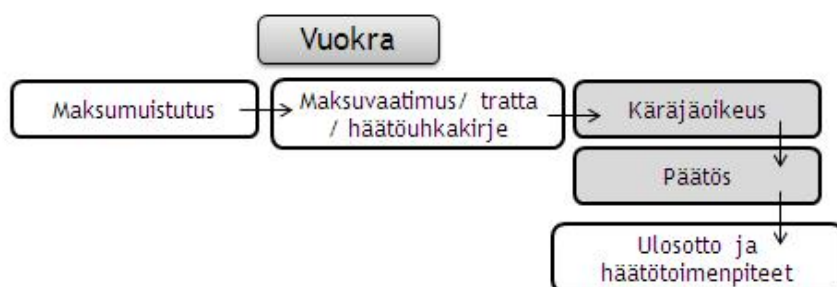 Vuokra
Maksumuistutus
Maksuvaatimus/ tratta
/ häätöuhkakirje
Käräjäoikeus
Päätös
Ulosotto ja
häätötoimenpiteet